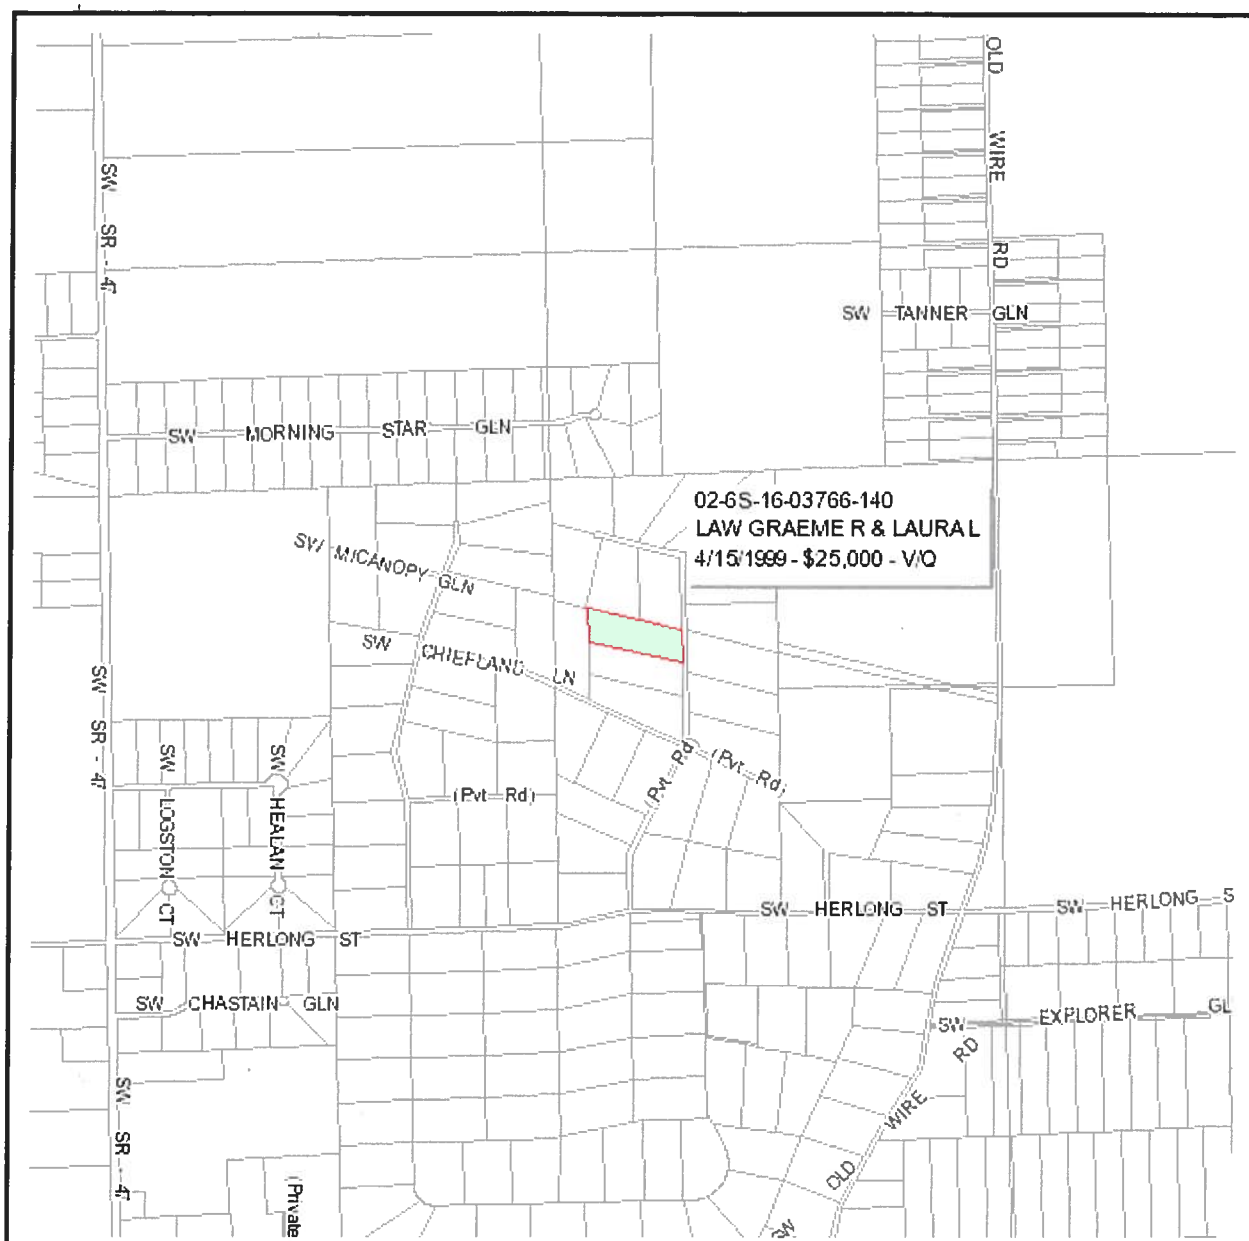 OLD WIRE RD
SW SR - 47
SW TANNER GLN
SW MORNING STAR GLN
02-6S-16-03766-140
LAW GRAEME R & LAURA L
4/15/1999 - $25,000 - V/Q
SW MICANOPY GLN
SW CHIEFLAND LN
SW SR - 47
(Pvt Rd)
(Pvt Rd)
(Pvt Rd)
SW LOGSTON CT
SW HEALAN CT
SW HERLONG ST
SW HERLONG S
SW HERLONG ST
SW CHASTAIN GLN
SW EXPLORER GL
SW OLD WIRE RD
SW SR - 47
(Private